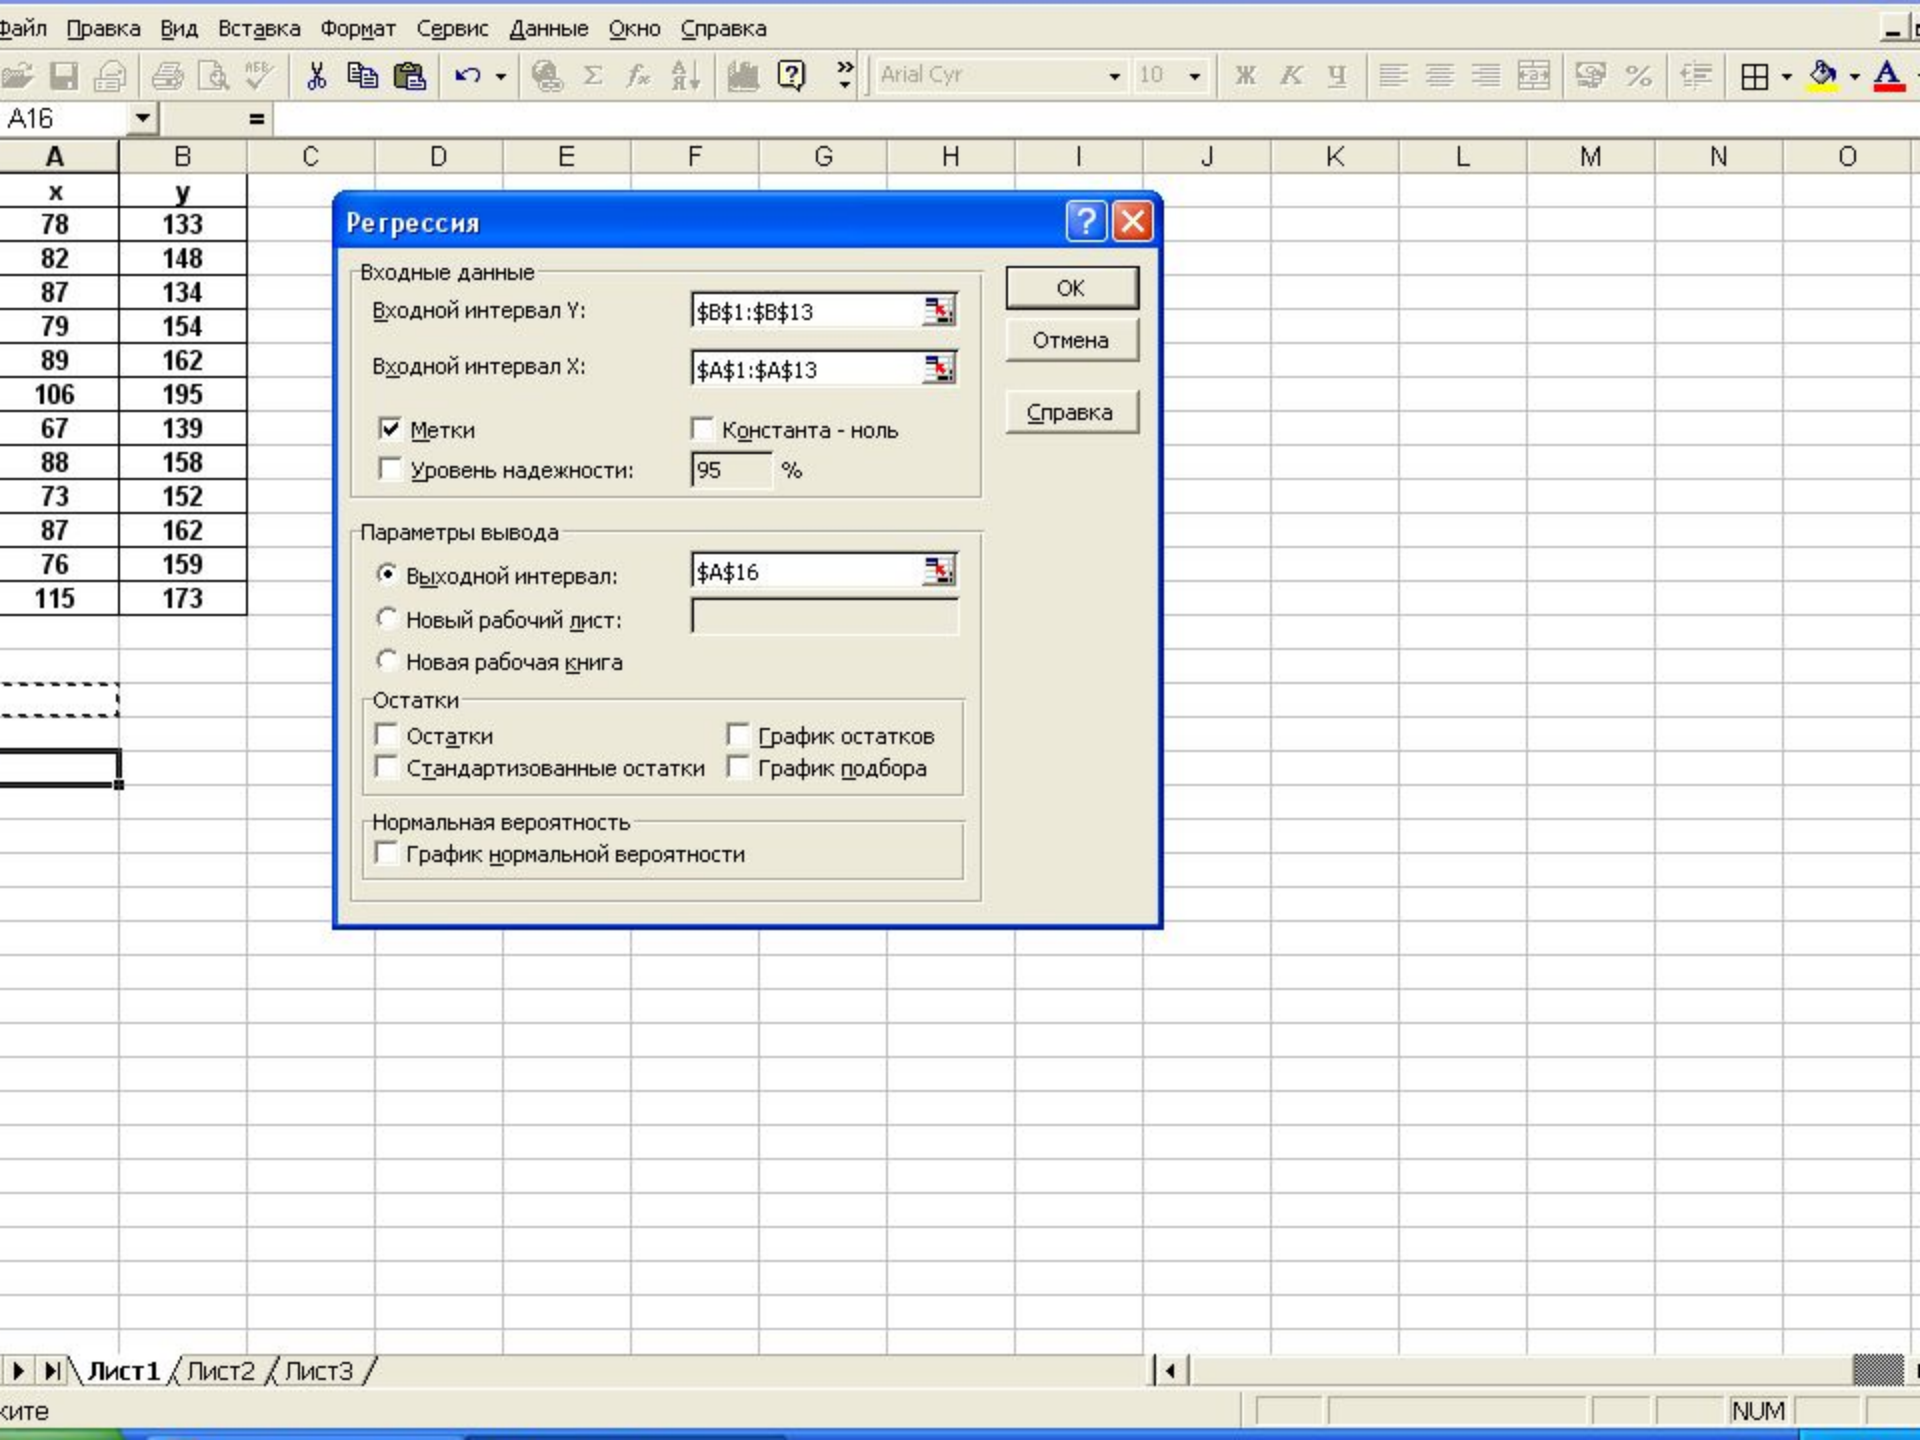 Файл Правка Вид Вставка Формат Сервис Данные Окно Справка
Arial Cyr 10 Ж К Ч
A16 =
A B C D E F G H I J K L M N O
x y
78 133
82 148
87 134
79 154
89 162
106 195
67 139
88 158
73 152
87 162
76 159
115 173
Регрессия
Входные данные
Входной интервал Y: $B$1:$B$13
Входной интервал X: $A$1:$A$13
Метки Константа - ноль
Уровень надежности: 95 %
OK
Отмена
Справка
Параметры вывода
Выходной интервал: $A$16
Новый рабочий лист:
Новая рабочая книга
Остатки
Остатки График остатков
Стандартизованные остатки График подбора
Нормальная вероятность
График нормальной вероятности
Лист1 Лист2 Лист3
ките NUM